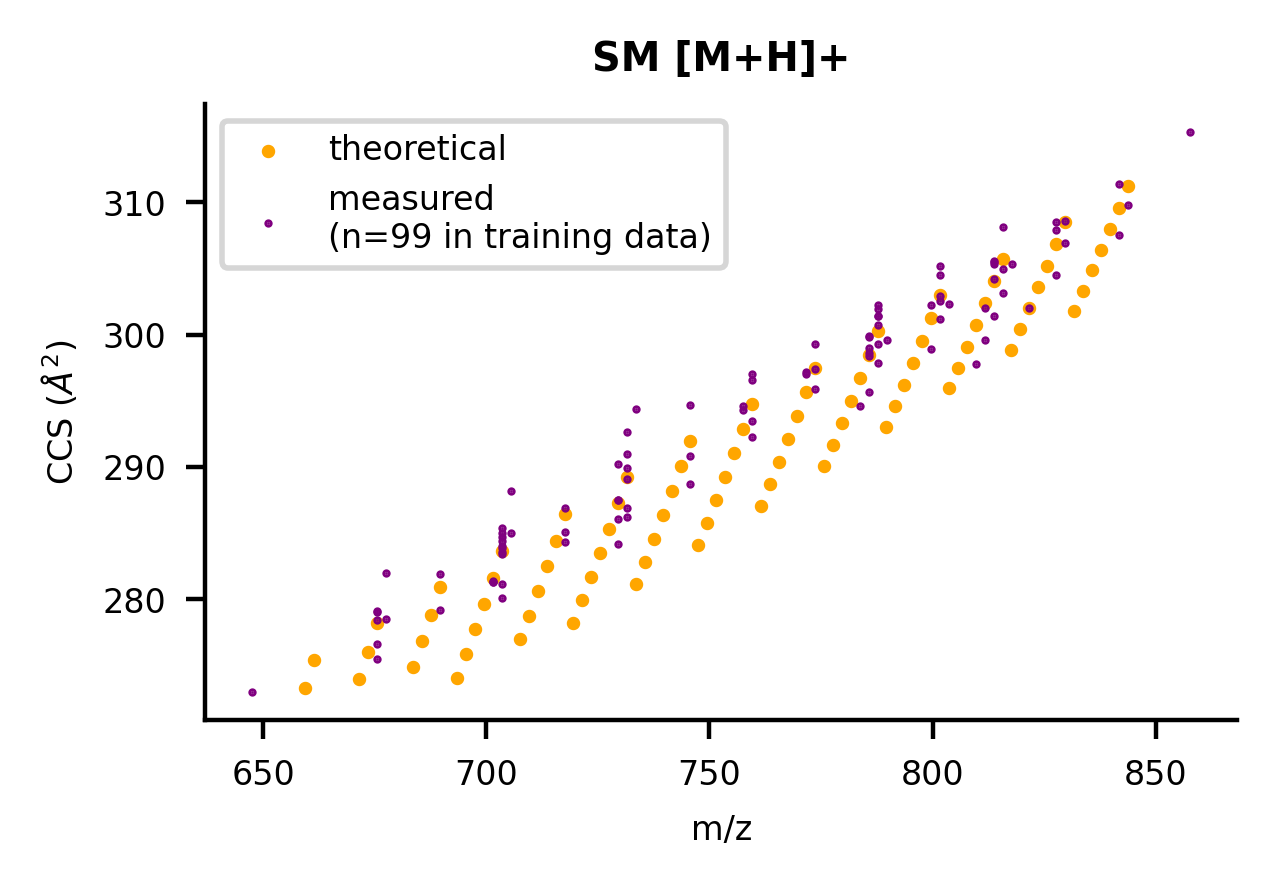 SM [M+H]+
theoretical
measured
(n=99 in training data)
CCS (Å²)
310
300
290
280
650
700
750
800
850
m/z